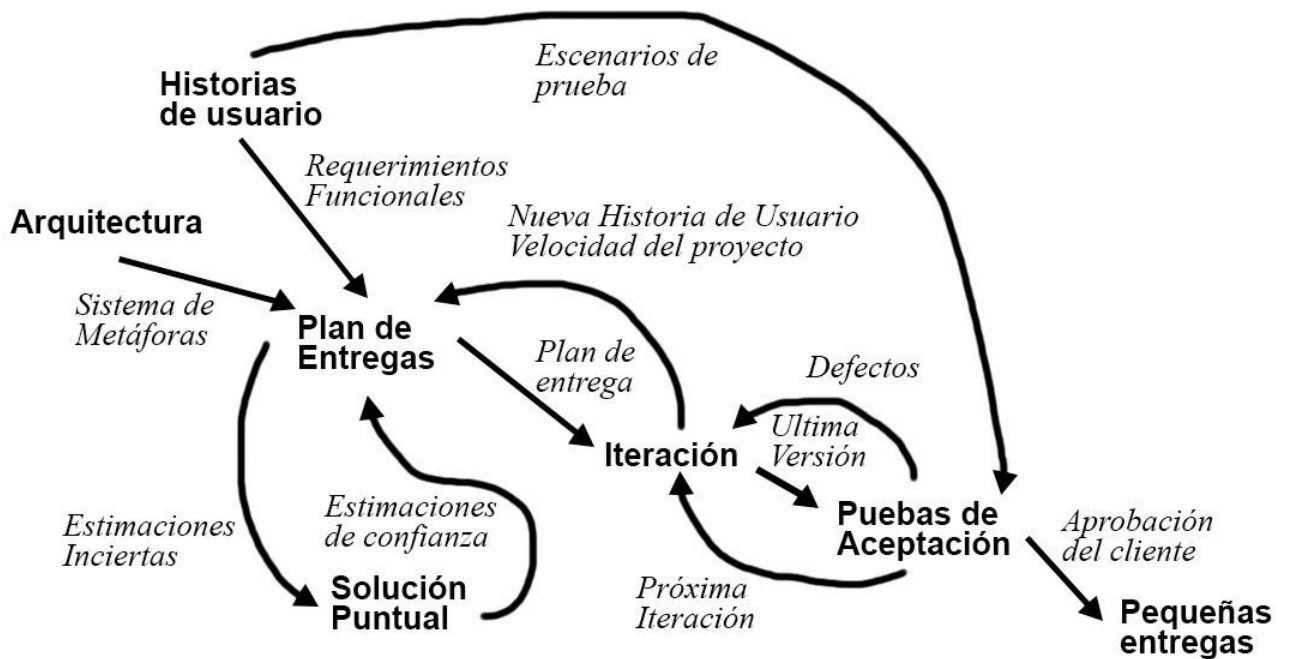 Escenarios de
prueba
Historias
de usuario
Requerimientos
Funcionales
Arquitectura
Nueva Historia de Usuario
Velocidad del proyecto
Sistema de
Metáforas
Plan de
Entregas
Plan de
entrega
Defectos
Ultima
Versión
Iteración
Estimaciones
Inciertas
Estimaciones
de confianza
Puebas de
Aceptación
Aprobación
del cliente
Solución
Puntual
Próxima
Iteración
Pequeñas
entregas